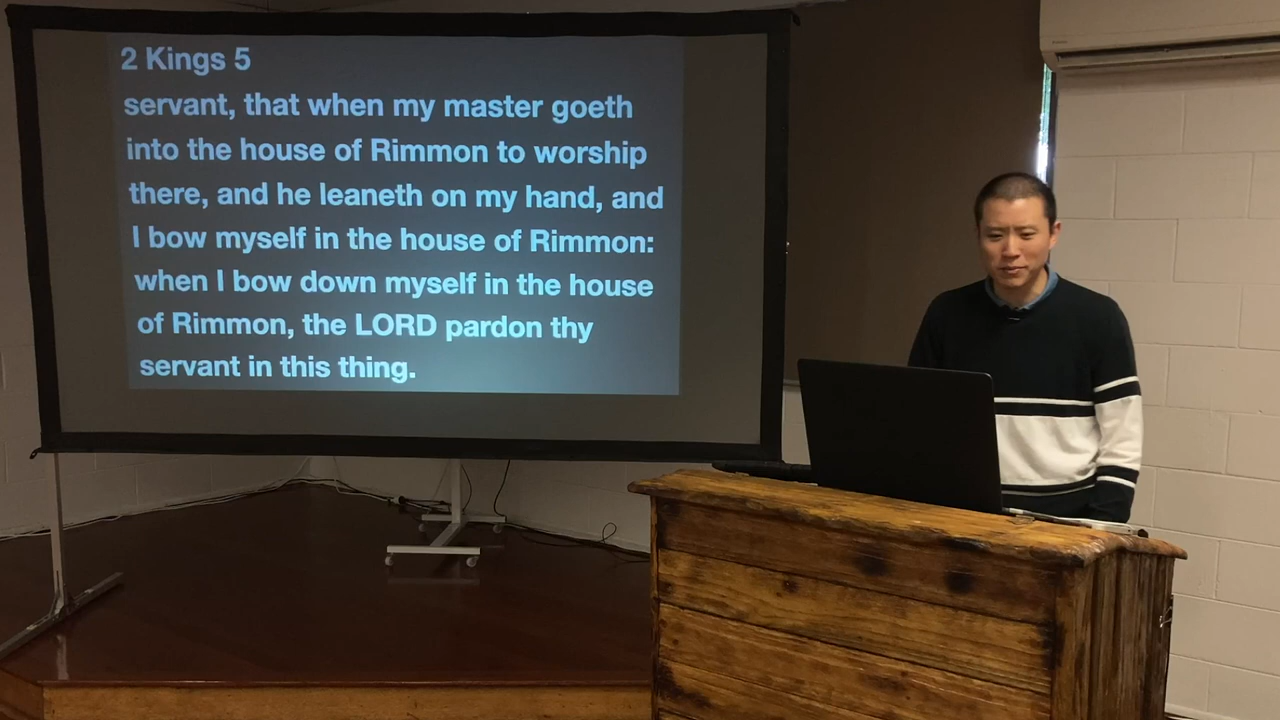 2 Kings 5
servant, that when my master goeth
into the house of Rimmon to worship
there, and he leaneth on my hand, and
I bow myself in the house of Rimmon:
when I bow down myself in the house
of Rimmon, the LORD pardon thy
servant in this thing.